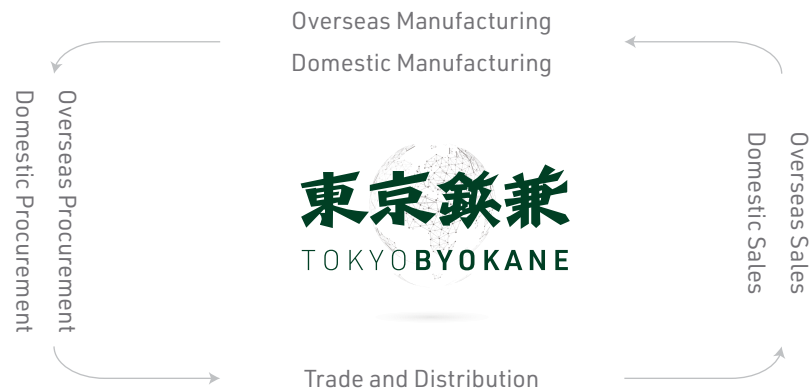 Overseas Manufacturing
Domestic Manufacturing
Overseas Procurement
Domestic Procurement
東京鋲兼
TOKYOBYOKANE
Overseas Sales
Domestic Sales
Trade and Distribution